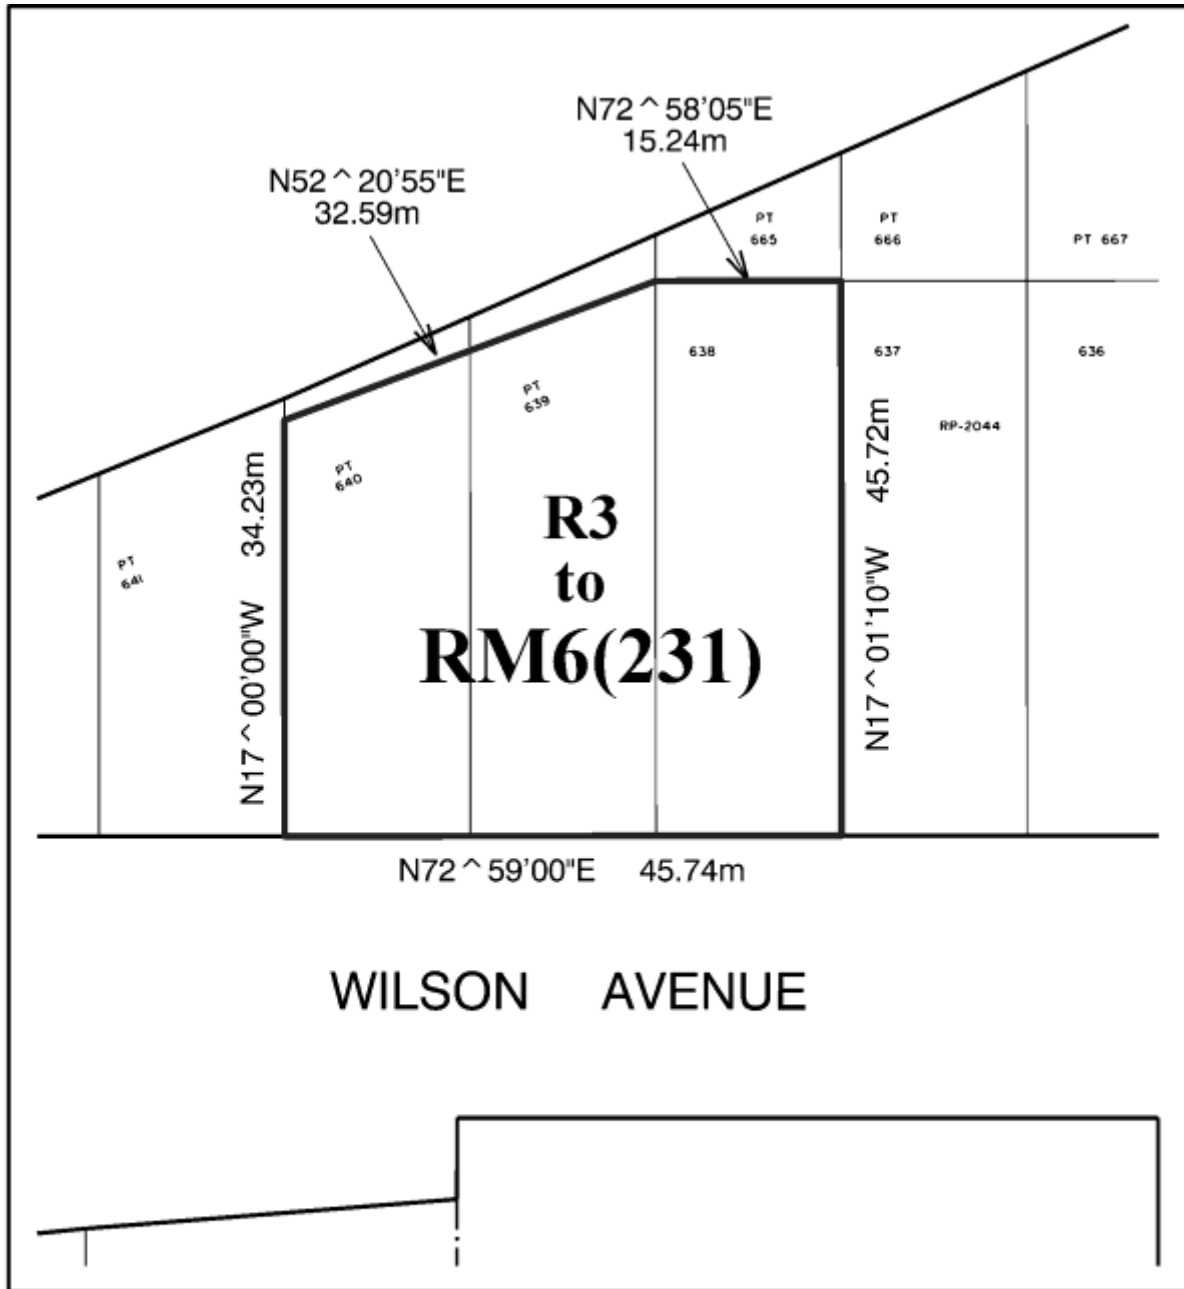 N72^58'05"E
15.24m
N52^20'55"E
32.59m
PT
665
PT
666
PT 667
638
637
636
PT
639
RP-2044
PT
640
PT
641
N17^00'00"W 34.23m
R3
to
RM6(231)
N17^01'10"W 45.72m
N72^59'00"E 45.74m
WILSON AVENUE